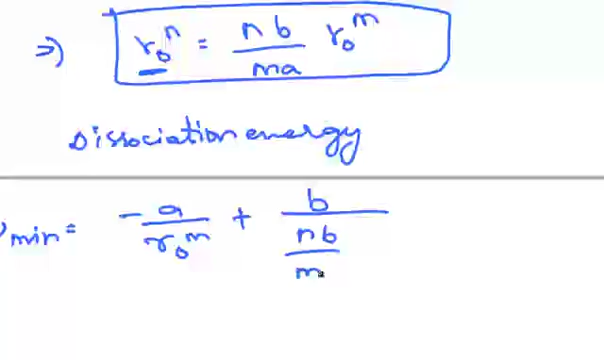 ⇒) r₀ⁿ = nb/ma r₀ᵐ
Dissociation energy
min = -a/r₀ᵐ + b/(nb/m